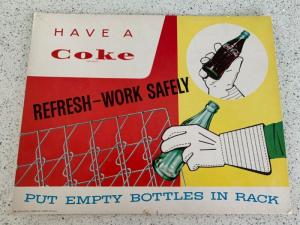 HAVE A
Coke
REFRESH-WORK SAFELY
PUT EMPTY BOTTLES IN RACK